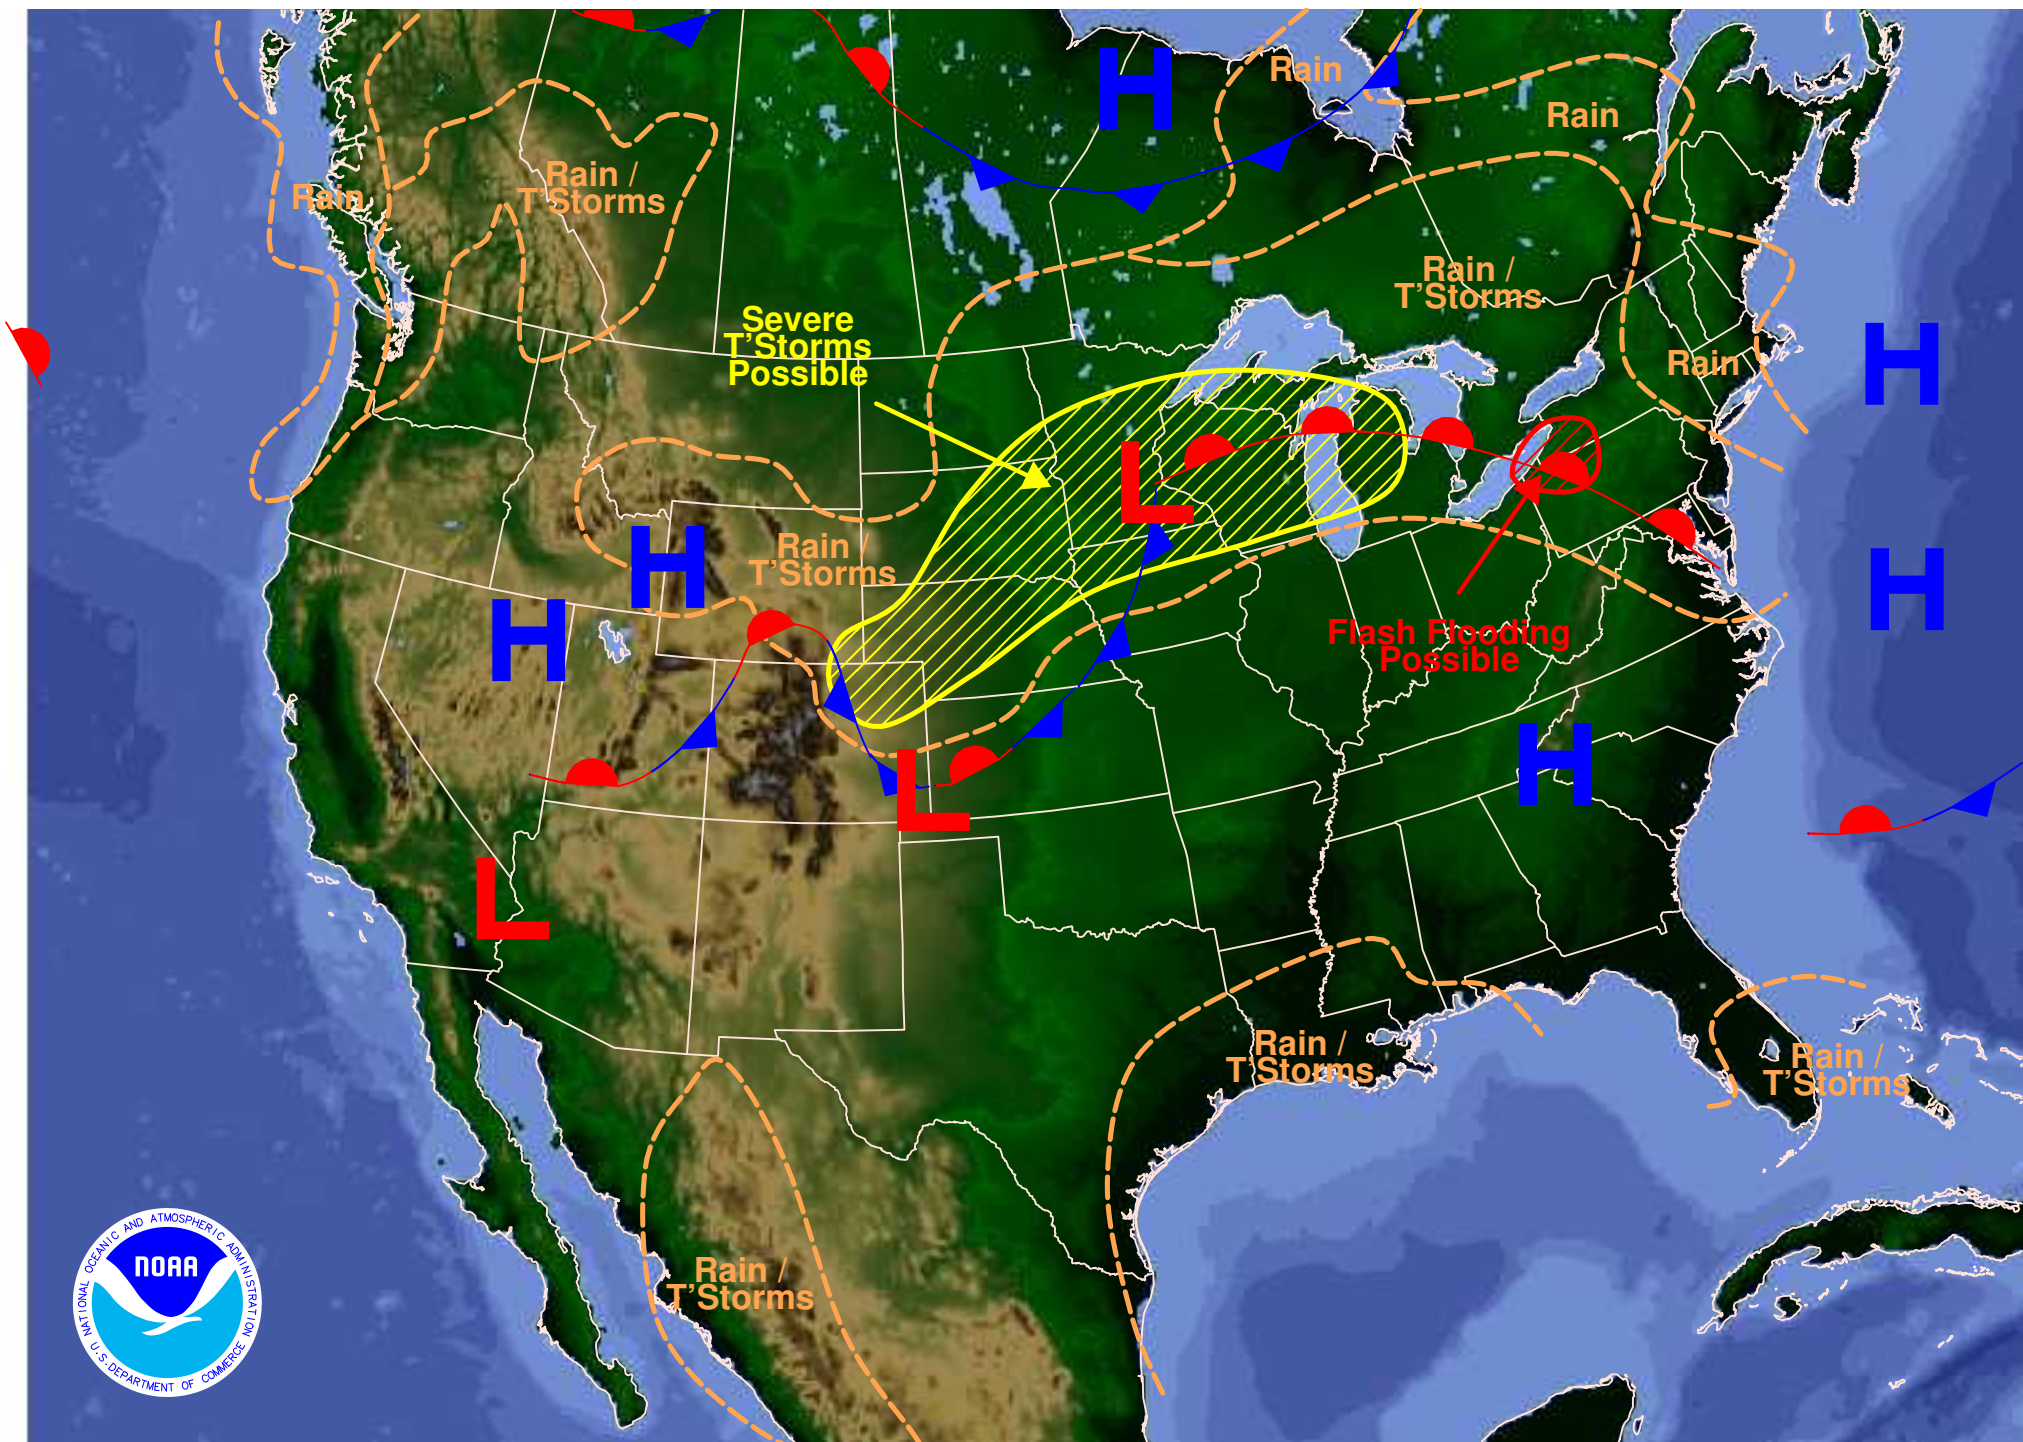 H
Rain
Rain
Rain /
T'Storms
Rain
Rain /
T'Storms
Severe
T'Storms
Possible
H
Rain
L
H
Rain /
T'Storms
H
H
Flash Flooding
Possible
H
L
L
Rain /
T'Storms
Rain /
T'Storms
Rain /
T'Storms
NATIONAL OCEANIC AND ATMOSPHERIC ADMINISTRATION
NOAA
U.S. DEPARTMENT OF COMMERCE